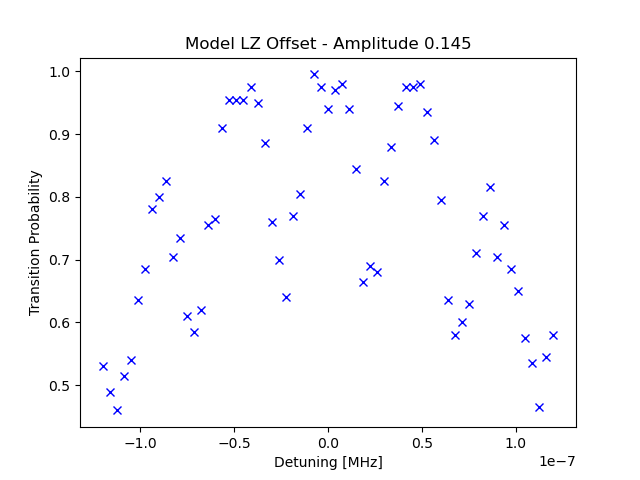 Model LZ Offset - Amplitude 0.145
Transition Probability
1.0
0.9
0.8
0.7
0.6
0.5
−1.0 −0.5 0.0 0.5 1.0
1e−7
Detuning [MHz]